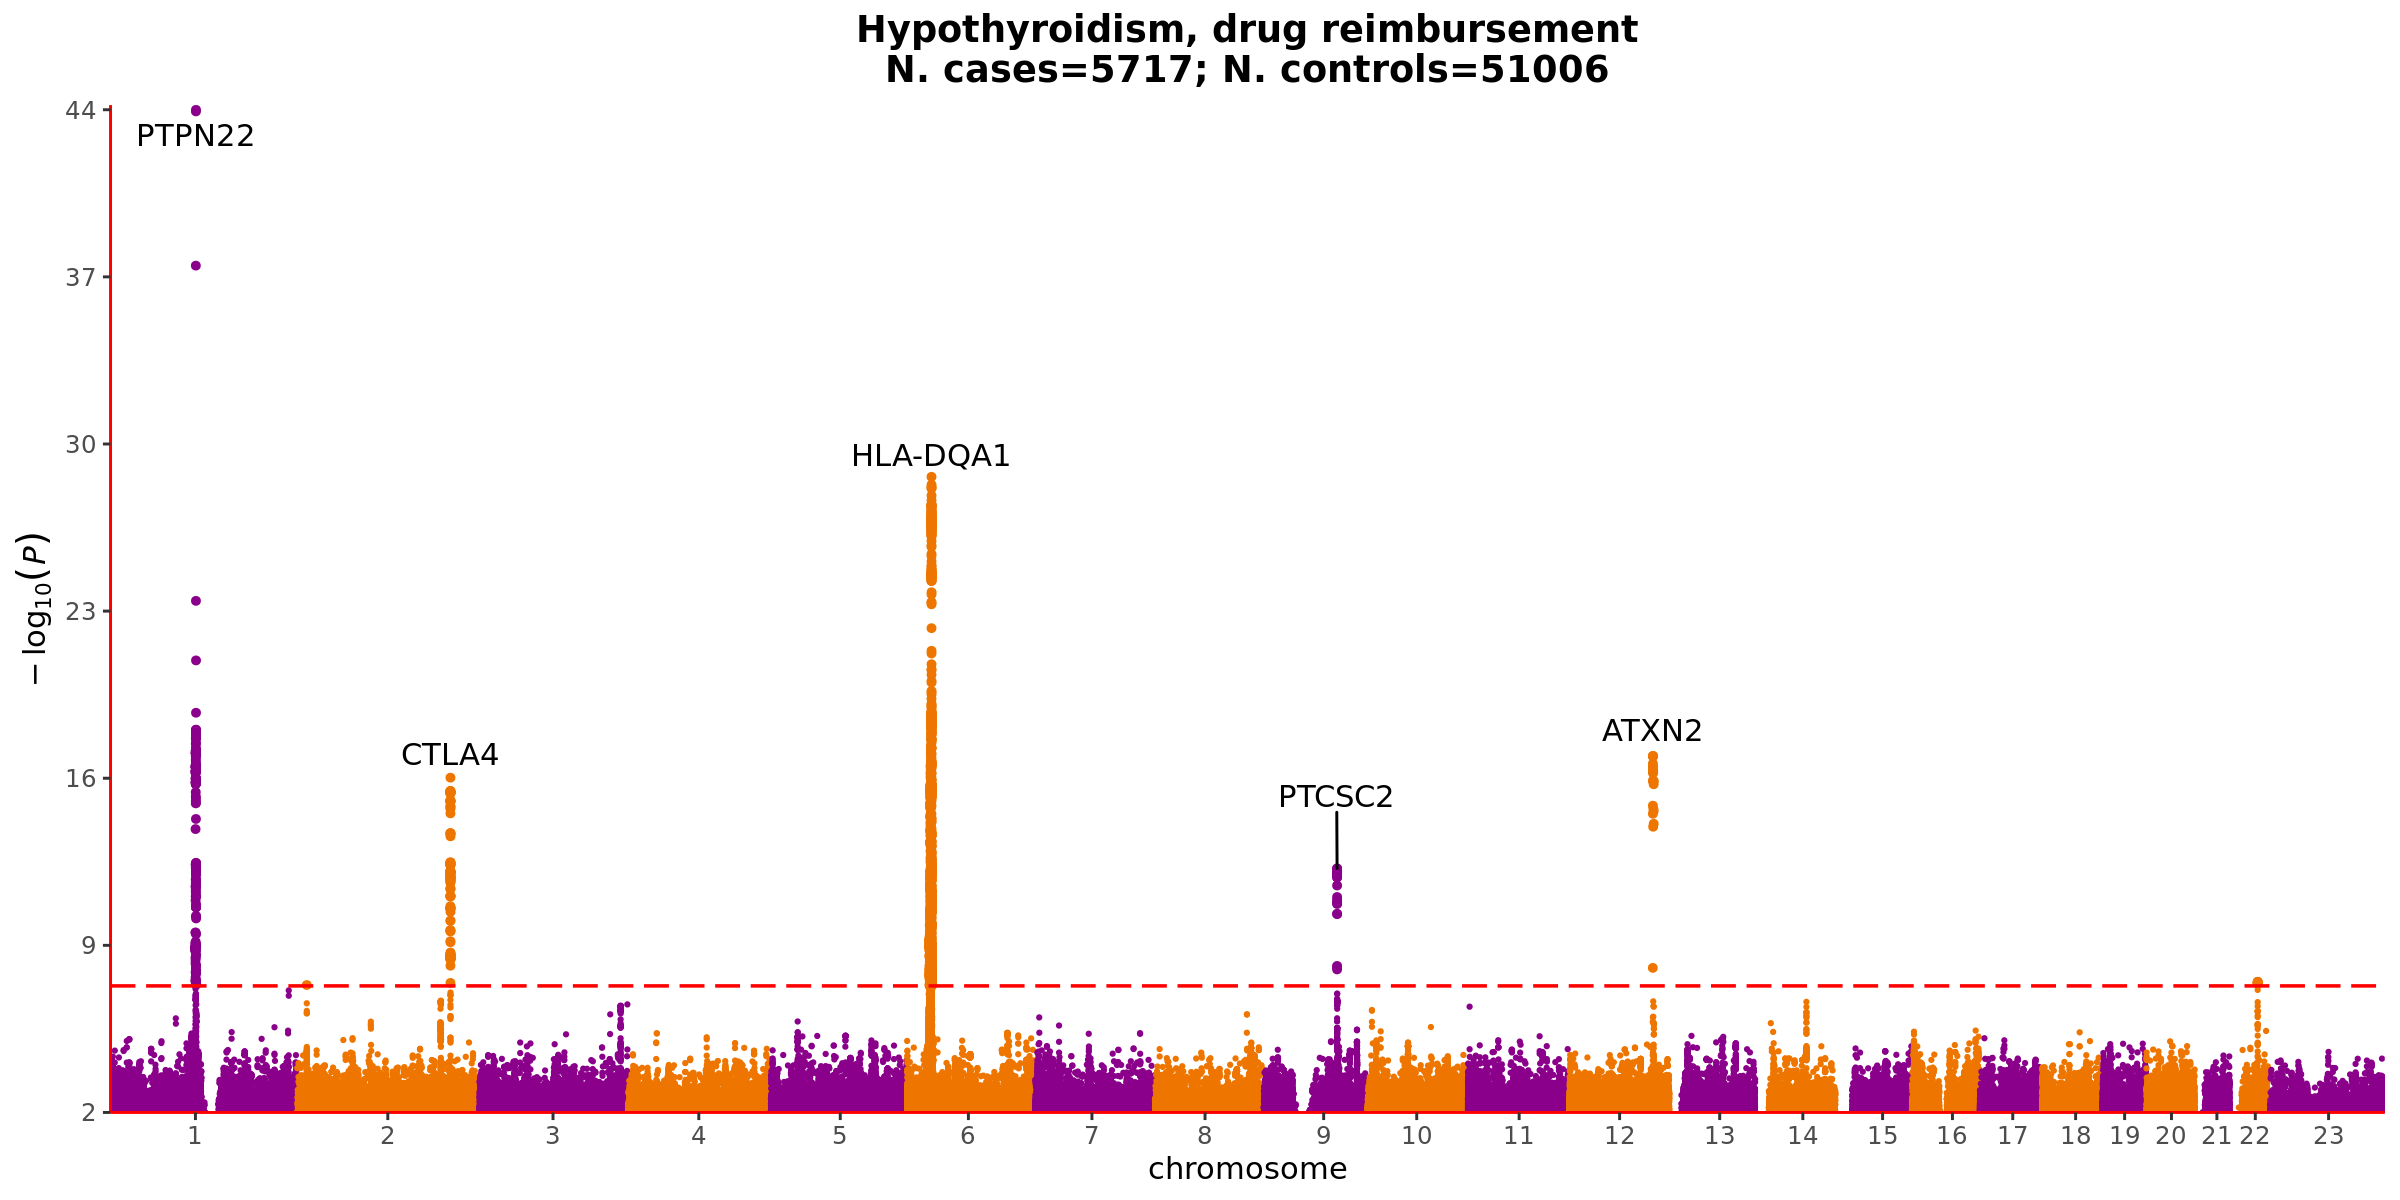 Hypothyroidism, drug reimbursement
N. cases=5717; N. controls=51006
44
PTPN22
37
30
HLA-DQA1
23
16
CTLA4
ATXN2
PTCSC2
9
2
−log₁₀(P)
1 2 3 4 5 6 7 8 9 10 11 12 13 14 15 16 17 18 19 20 21 22 23
chromosome